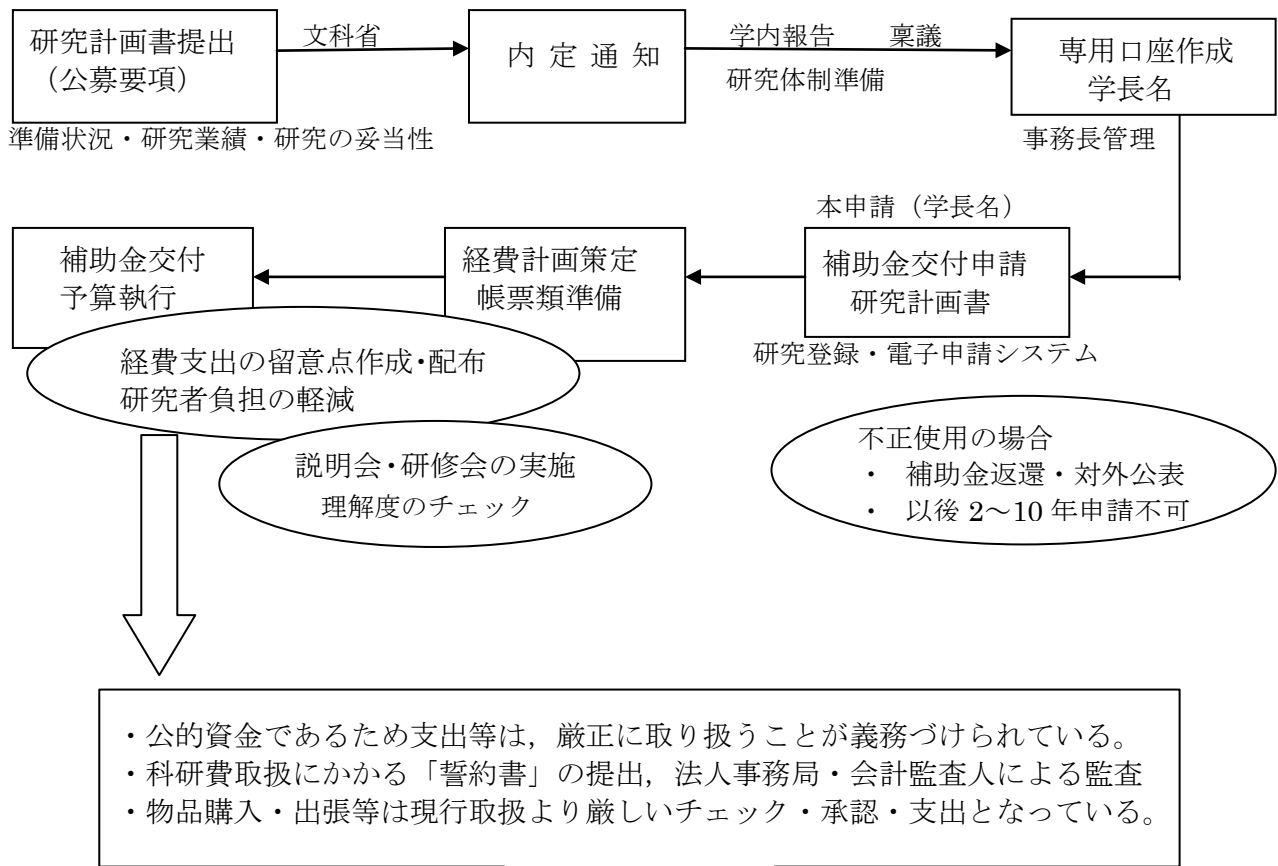 研究計画書提出
（公募要項）
文科省
内 定 通 知
学内報告　稟議
研究体制準備
専用口座作成
学長名
準備状況・研究業績・研究の妥当性
事務長管理
本申請（学長名）
補助金交付申請
研究計画書
研究登録・電子申請システム
経費計画策定
帳票類準備
補助金交付
予算執行
経費支出の留意点作成・配布
研究者負担の軽減
説明会・研修会の実施
理解度のチェック
不正使用の場合
・ 補助金返還・対外公表
・ 以後 2～10 年申請不可
・公的資金であるため支出等は，厳正に取り扱うことが義務づけられている。
・科研費取扱にかかる「誓約書」の提出，法人事務局・会計監査人による監査
・物品購入・出張等は現行取扱より厳しいチェック・承認・支出となっている。